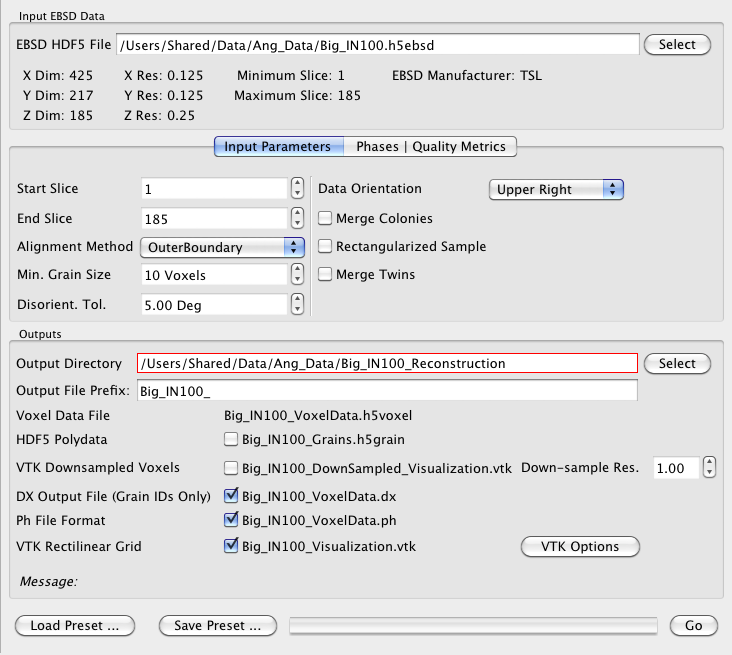 Input EBSD Data
EBSD HDF5 File /Users/Shared/Data/Ang_Data/Big_IN100.h5ebsd Select
X Dim: 425 X Res: 0.125 Minimum Slice: 1 EBSD Manufacturer: TSL
Y Dim: 217 Y Res: 0.125 Maximum Slice: 185
Z Dim: 185 Z Res: 0.25
Input Parameters Phases | Quality Metrics
Start Slice 1 Data Orientation Upper Right
End Slice 185 Merge Colonies
Alignment Method OuterBoundary Rectangularized Sample
Min. Grain Size 10 Voxels Merge Twins
Disorient. Tol. 5.00 Deg
Outputs
Output Directory /Users/Shared/Data/Ang_Data/Big_IN100_Reconstruction Select
Output File Prefix: Big_IN100_
Voxel Data File Big_IN100_VoxelData.h5voxel
HDF5 Polydata Big_IN100_Grains.h5grain
VTK Downsampled Voxels Big_IN100_DownSampled_Visualization.vtk Down-sample Res. 1.00
DX Output File (Grain IDs Only) Big_IN100_VoxelData.dx
Ph File Format Big_IN100_VoxelData.ph
VTK Rectilinear Grid Big_IN100_Visualization.vtk VTK Options
Message:
Load Preset ... Save Preset ... Go